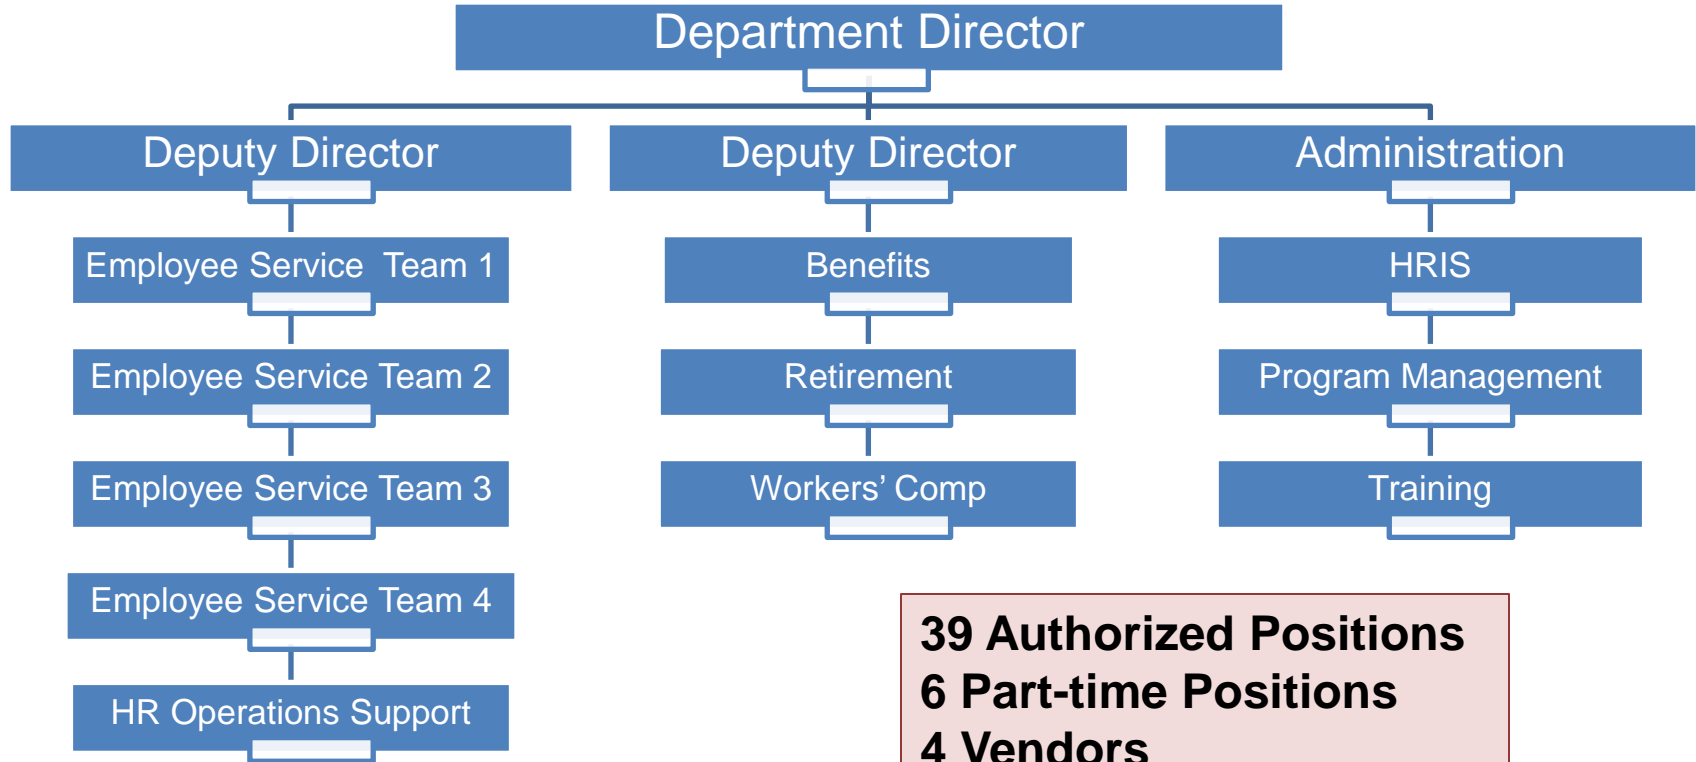 Department Director
Deputy Director
Deputy Director
Administration
Employee Service Team 1
Benefits
HRIS
Employee Service Team 2
Retirement
Program Management
Employee Service Team 3
Workers’ Comp
Training
Employee Service Team 4
HR Operations Support
39 Authorized Positions
6 Part-time Positions
4 Vendors